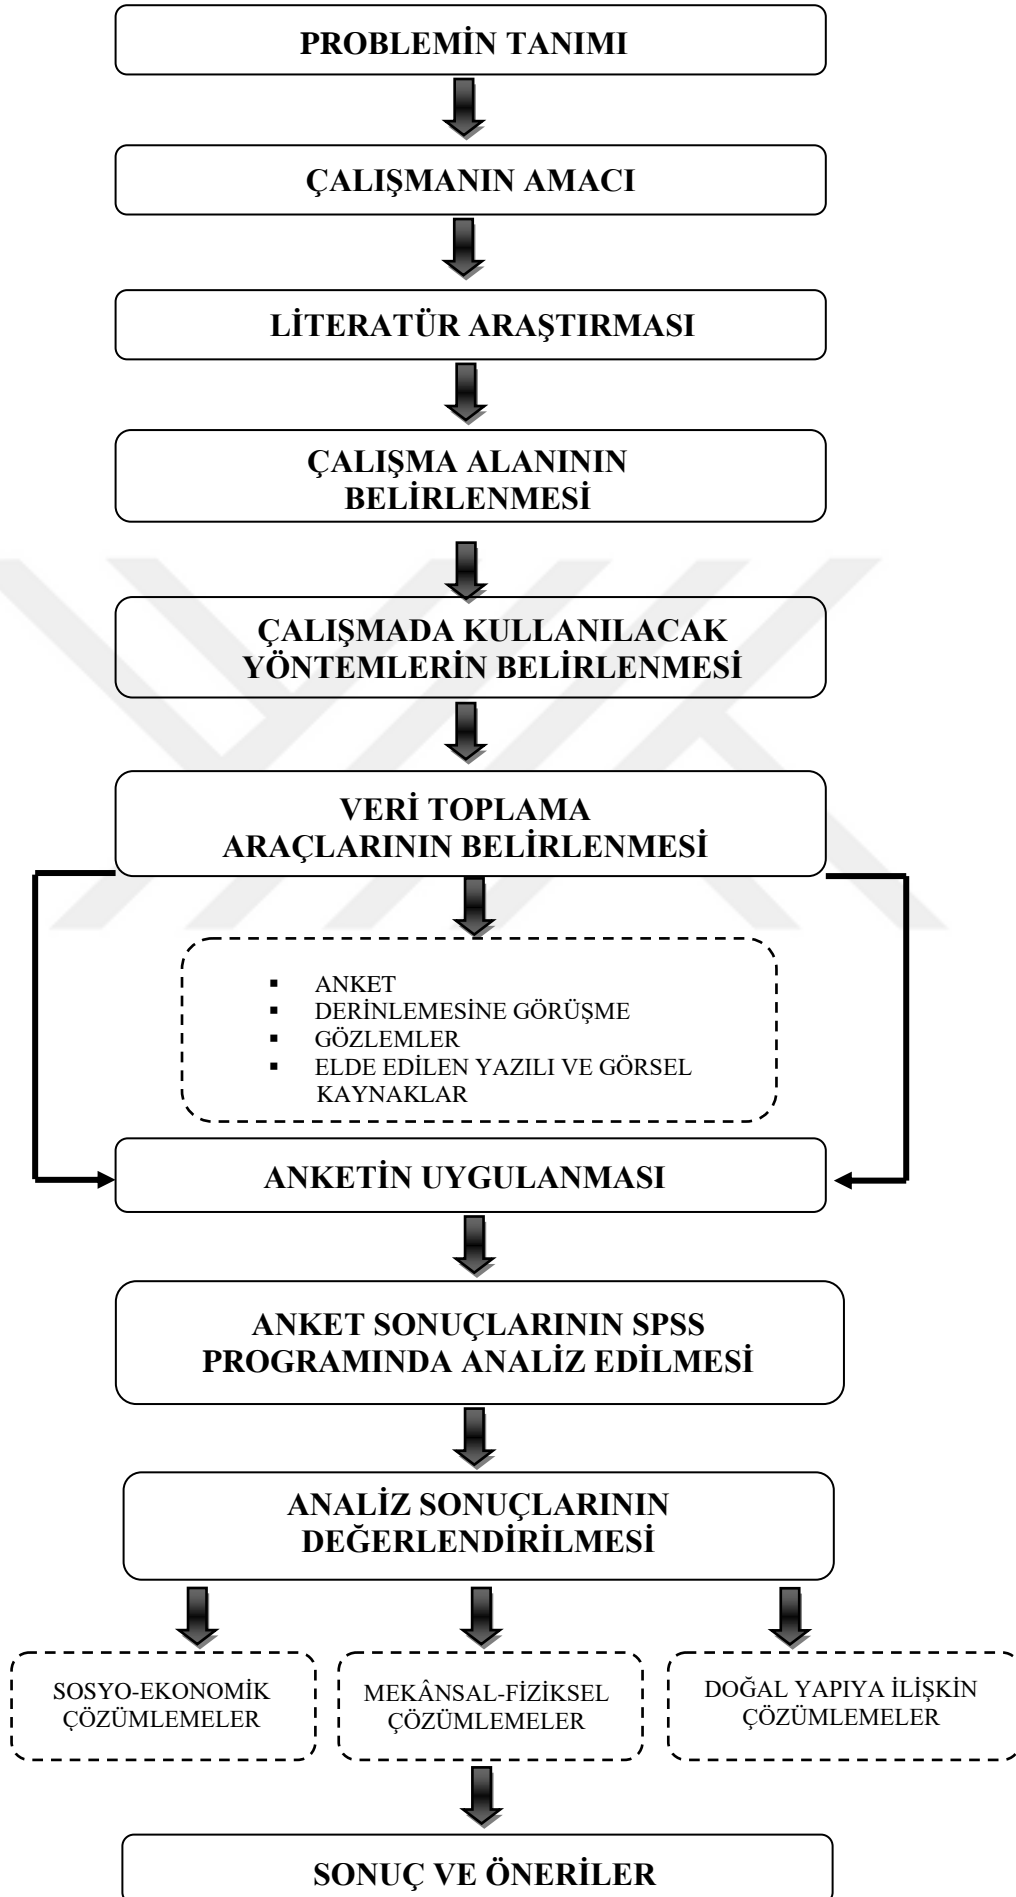 PROBLEMİN TANIMI
ÇALIŞMANIN AMACI
LİTERATÜR ARAŞTIRMASI
ÇALIŞMA ALANININ
BELİRLENMESİ
ÇALIŞMADA KULLANILACAK
YÖNTEMLERİN BELİRLENMESİ
VERİ TOPLAMA
ARAÇLARININ BELİRLENMESİ
▪ ANKET
▪ DERİNLEMESİNE GÖRÜŞME
▪ GÖZLEMLER
▪ ELDE EDİLEN YAZILI VE GÖRSEL
KAYNAKLAR
ANKETİN UYGULANMASI
ANKET SONUÇLARININ SPSS
PROGRAMINDA ANALİZ EDİLMESİ
ANALİZ SONUÇLARININ
DEĞERLENDİRİLMESİ
SOSYO-EKONOMİK
ÇÖZÜMLEMELER
MEKÂNSAL-FİZİKSEL
ÇÖZÜMLEMELER
DOĞAL YAPIYA İLİŞKİN
ÇÖZÜMLEMELER
SONUÇ VE ÖNERİLER